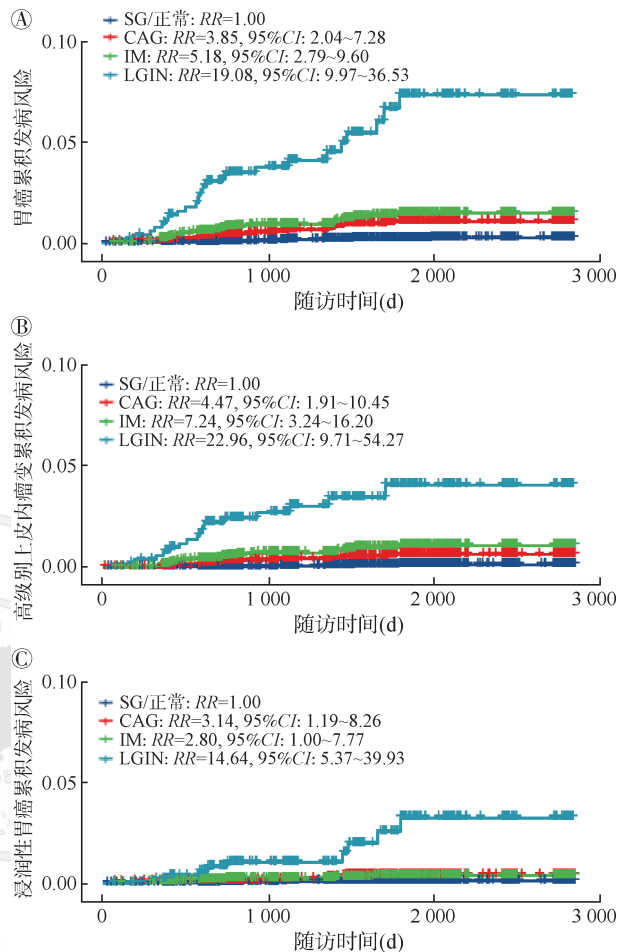 Ⓐ
SG/正常: RR=1.00
CAG: RR=3.85, 95%CI: 2.04~7.28
IM: RR=5.18, 95%CI: 2.79~9.60
LGIN: RR=19.08, 95%CI: 9.97~36.53
胃癌累积发病风险
0.10
0.05
0.00
0
1 000
2 000
3 000
随访时间(d)
Ⓑ
SG/正常: RR=1.00
CAG: RR=4.47, 95%CI: 1.91~10.45
IM: RR=7.24, 95%CI: 3.24~16.20
LGIN: RR=22.96, 95%CI: 9.71~54.27
高级别上皮内瘤变累积发病风险
0.10
0.05
0.00
0
1 000
2 000
3 000
随访时间(d)
Ⓒ
SG/正常: RR=1.00
CAG: RR=3.14, 95%CI: 1.19~8.26
IM: RR=2.80, 95%CI: 1.00~7.77
LGIN: RR=14.64, 95%CI: 5.37~39.93
浸润性胃癌累积发病风险
0.10
0.05
0.00
0
1 000
2 000
3 000
随访时间(d)